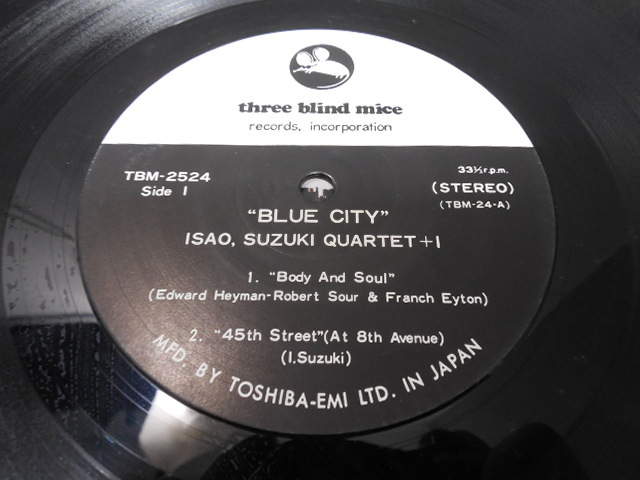 three blind mice
records, incorporation
TBM-2524
Side 1
33⅓r.p.m.
(STEREO)
(TBM-24-A)
"BLUE CITY"
ISAO, SUZUKI QUARTET+1
1. "Body And Soul"
(Edward Heyman-Robert Sour & Franch Eyton)
2. "45th Street"(At 8th Avenue)
(I.Suzuki)
MFD. BY TOSHIBA-EMI LTD. IN JAPAN